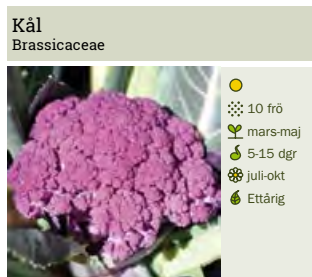 Kål
Brassicaceae
10 frö
mars-maj
5-15 dgr
juli-okt
Ettårig